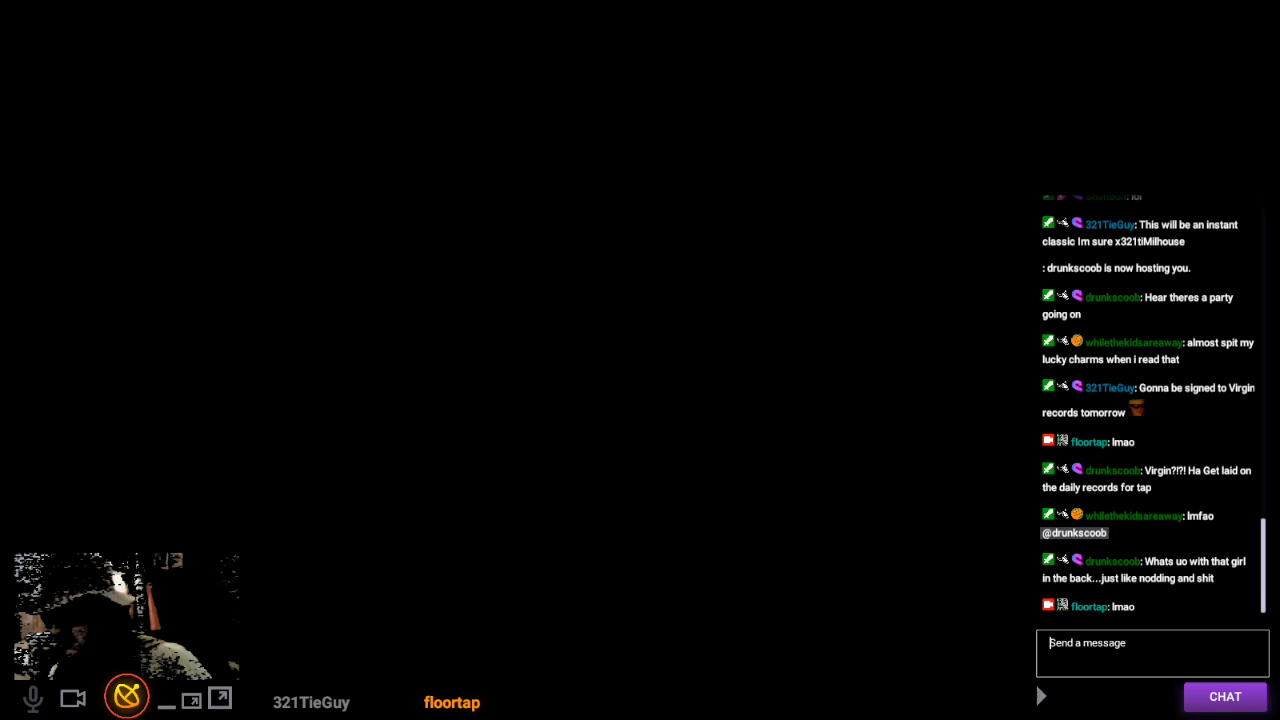 321TieGuy: This will be an instant
classic Im sure x321tiMilhouse
: drunkscoob is now hosting you.
drunkscoob: Hear theres a party
going on
whilethekidsareaway: almost spit my
lucky charms when i read that
321TieGuy: Gonna be signed to Virgin
records tomorrow
floortap: lmao
drunkscoob: Virgin?!?! Ha Get laid on
the daily records for tap
whilethekidsareaway: lmfao
@drunkscoob
drunkscoob: Whats uo with that girl
in the back...just like nodding and shit
floortap: lmao
Send a message
CHAT
321TieGuy
floortap